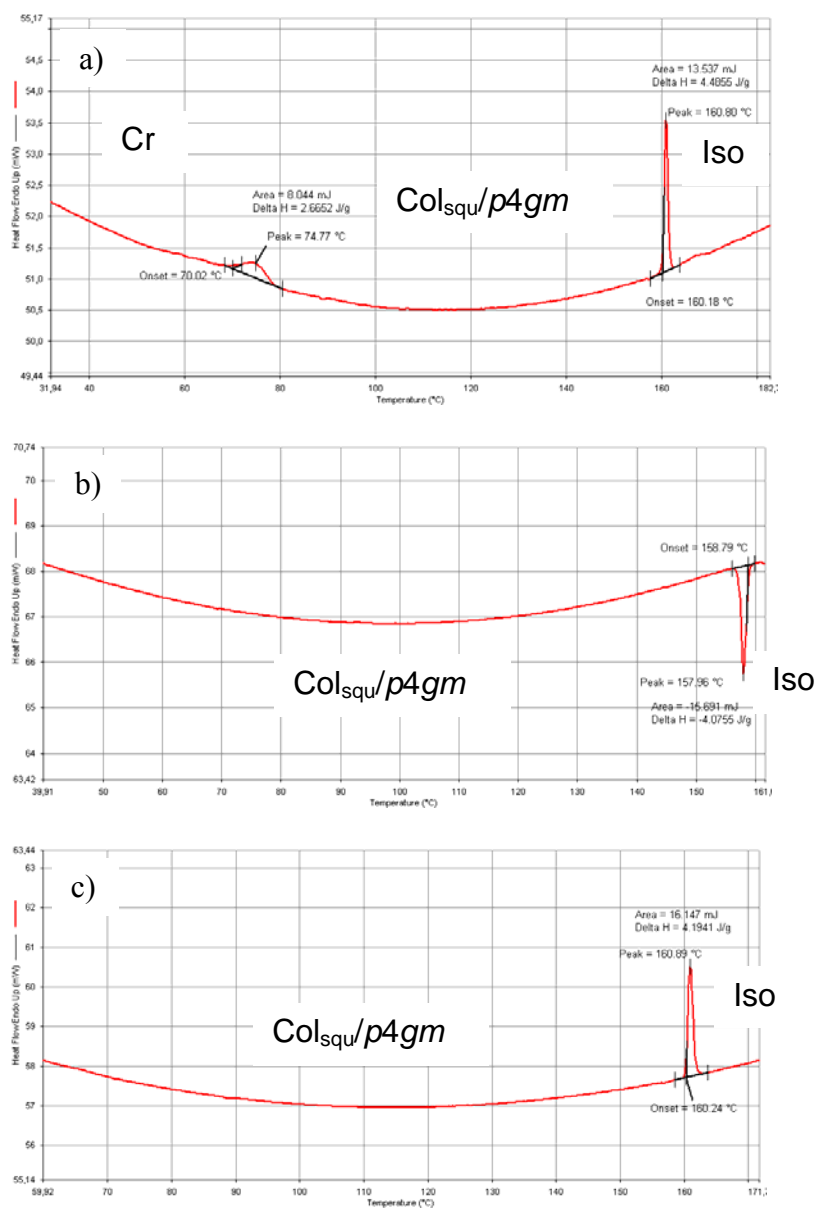 55,17
a)
54,5
54,0
53,5
53,0
52,5
52,0
51,5
51,0
50,5
50,0
49,44
Heat Flow Endo Up (mW)
Cr
Area = 8.044 mJ
Delta H = 2.6652 J/g
Peak = 74.77 °C
Onset = 70.02 °C
Colsqu/p4gm
Area = 13.537 mJ
Delta H = 4.4855 J/g
Peak = 160.80 °C
Iso
Onset = 160.18 °C
31,94 40 60 80 100 120 140 160 182,
Temperature (°C)
70,74
b)
70
69
68
67
66
65
64
63,42
Heat Flow Endo Up (mW)
Onset = 158.79 °C
Colsqu/p4gm
Peak = 157.96 °C
Iso
Area = -15.691 mJ
Delta H = -4.0755 J/g
39,91 50 60 70 80 90 100 110 120 130 140 150 161,
Temperature (°C)
63,44
c)
63
62
61
60
59
58
57
56
55,14
Heat Flow Endo Up (mW)
Area = 16.147 mJ
Delta H = 4.1941 J/g
Peak = 160.89 °C
Iso
Colsqu/p4gm
Onset = 160.24 °C
59,92 70 80 90 100 110 120 130 140 150 160 171,
Temperature (°C)